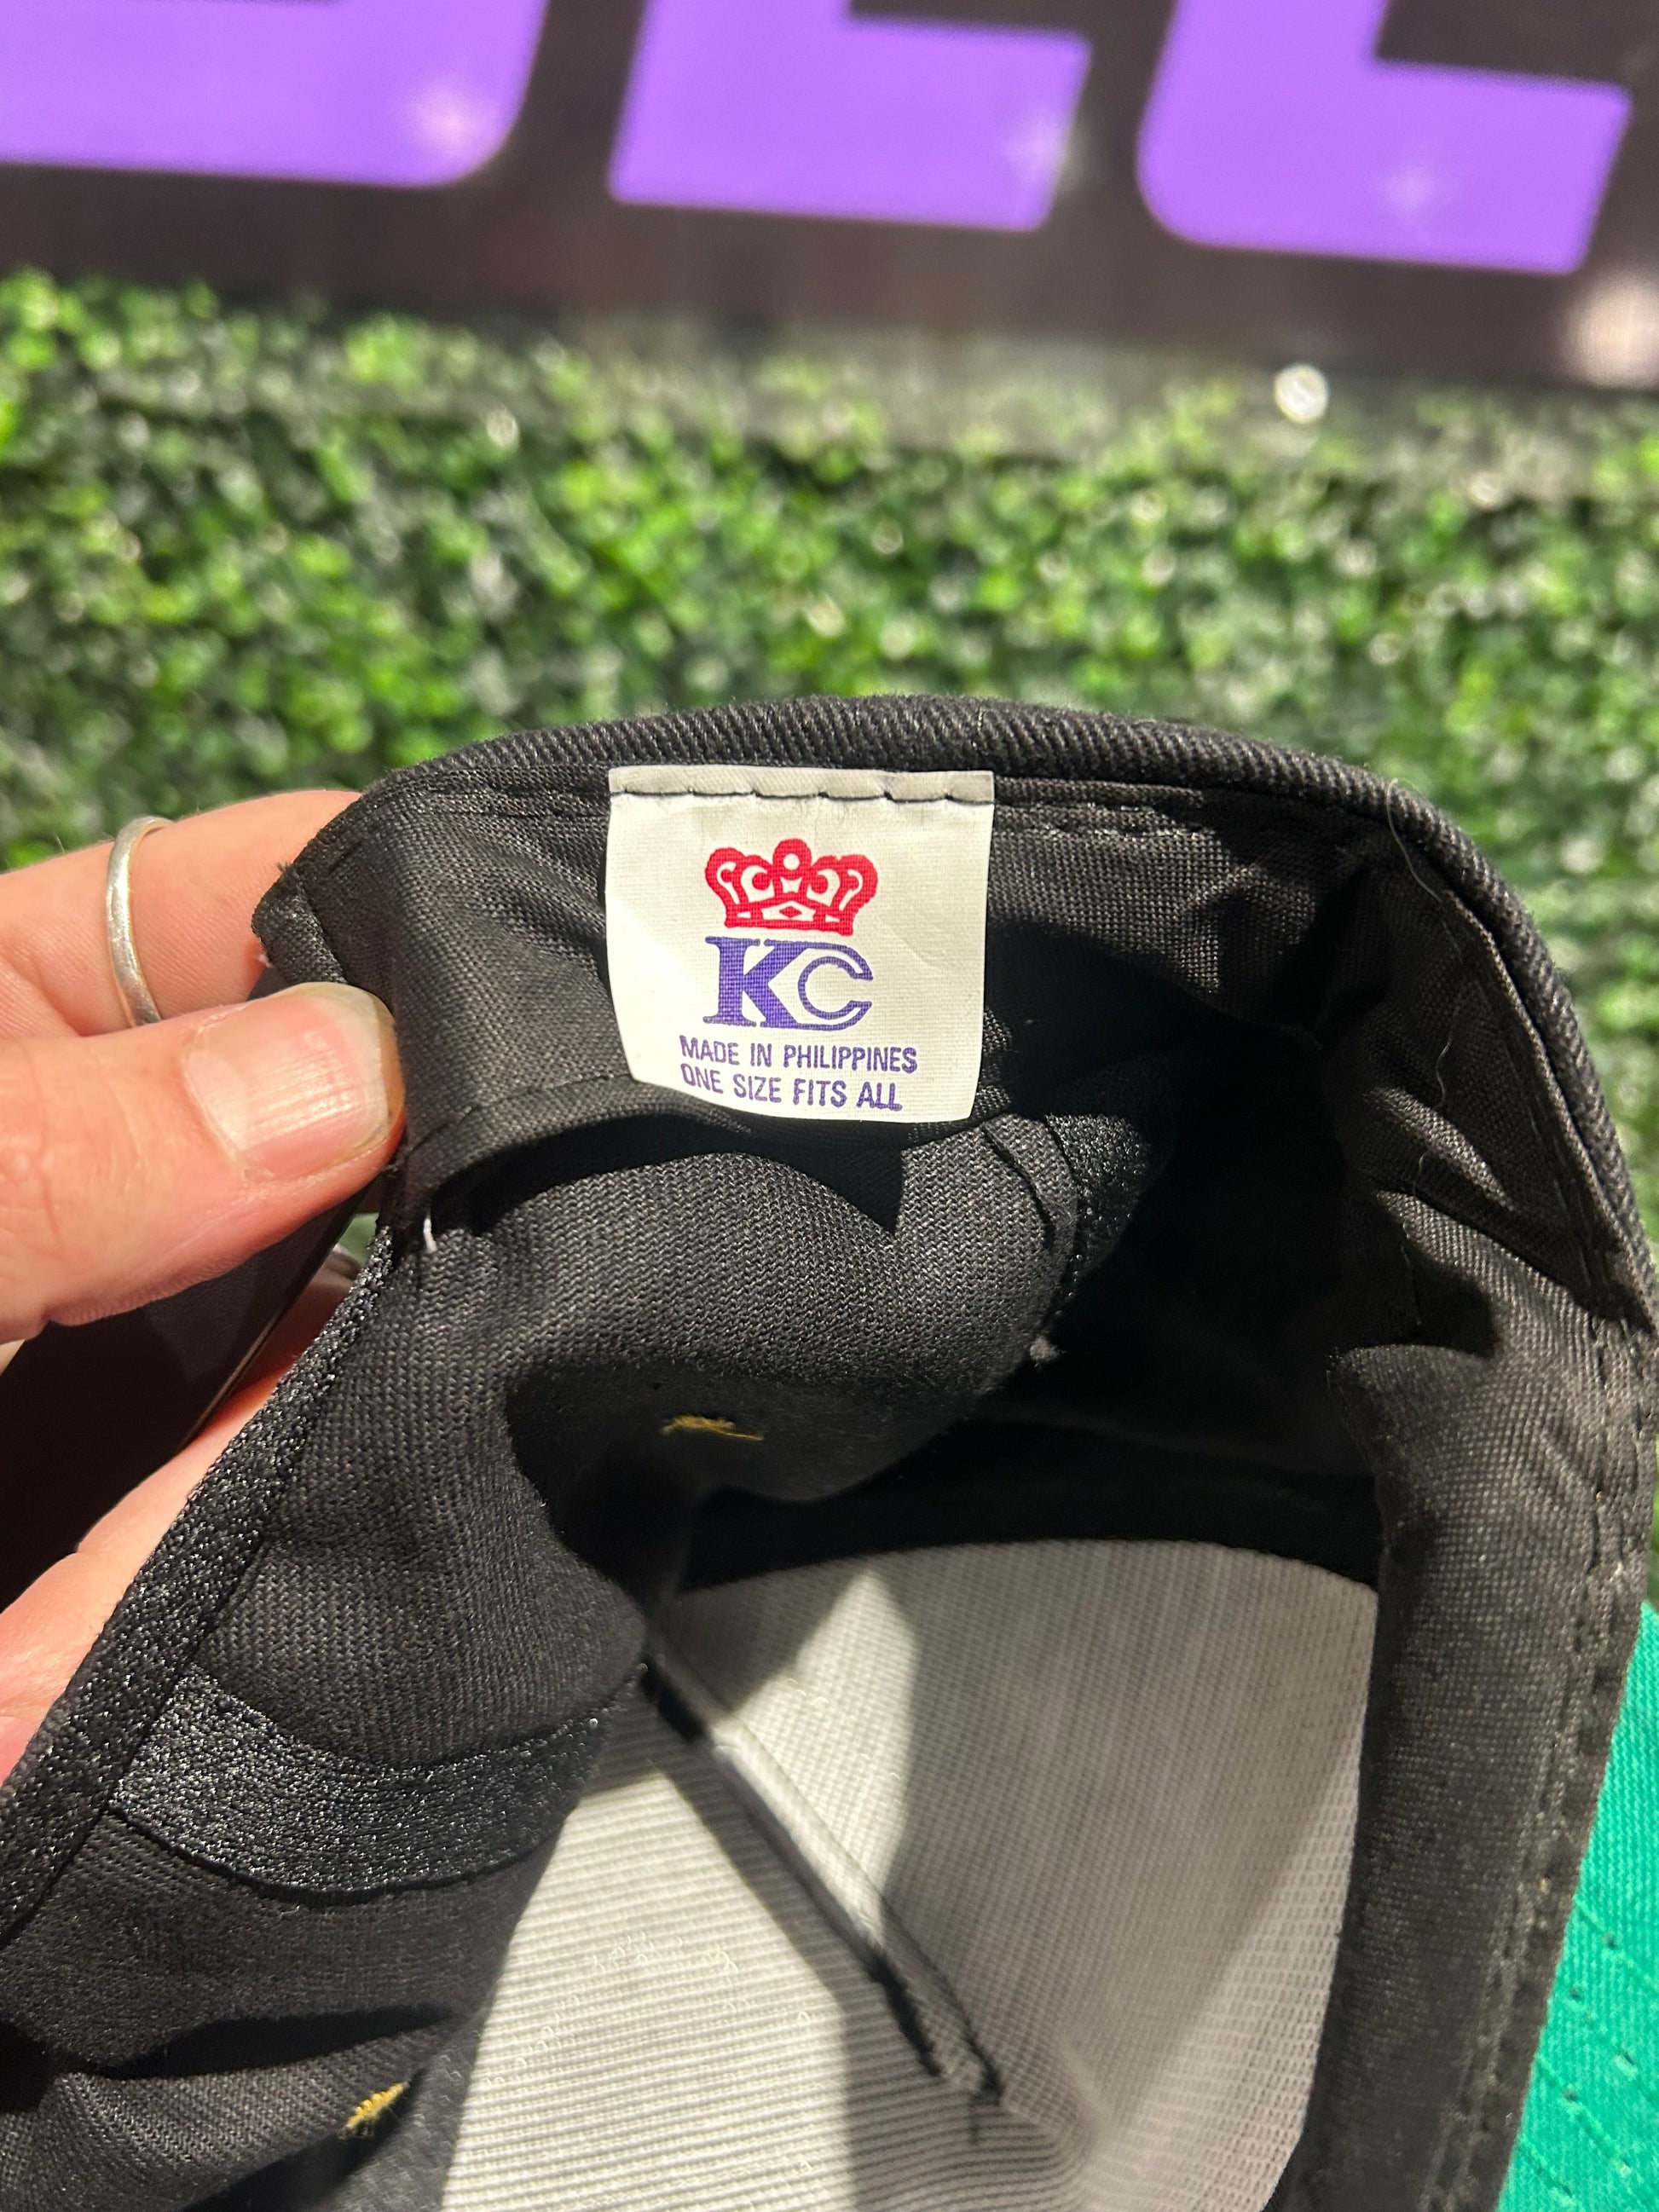 KC
MADE IN PHILIPPINES
ONE SIZE FITS ALL